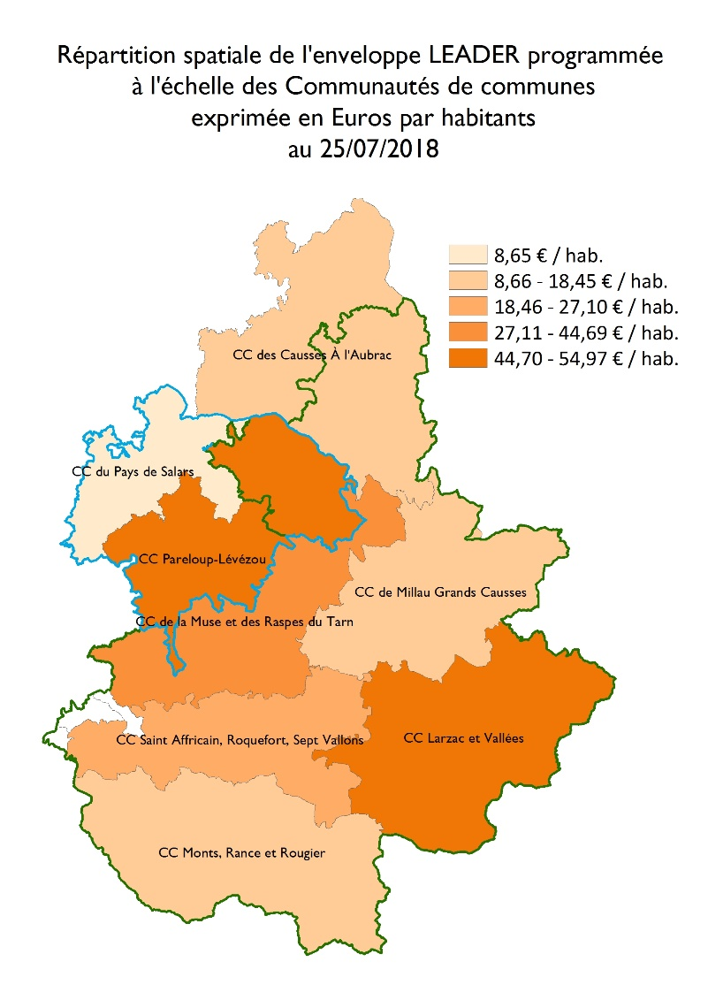 Répartition spatiale de l'enveloppe LEADER programmée
à l'échelle des Communautés de communes
exprimée en Euros par habitants
au 25/07/2018
8,65 € / hab.
8,66 - 18,45 € / hab.
18,46 - 27,10 € / hab.
27,11 - 44,69 € / hab.
44,70 - 54,97 € / hab.
CC des Causses À l'Aubrac
CC du Pays de Salars
CC Pareloup-Lévézou
CC de Millau Grands Causses
CC de la Muse et des Raspes du Tarn
CC Saint Affricain, Roquefort, Sept Vallons
CC Larzac et Vallées
CC Monts, Rance et Rougier